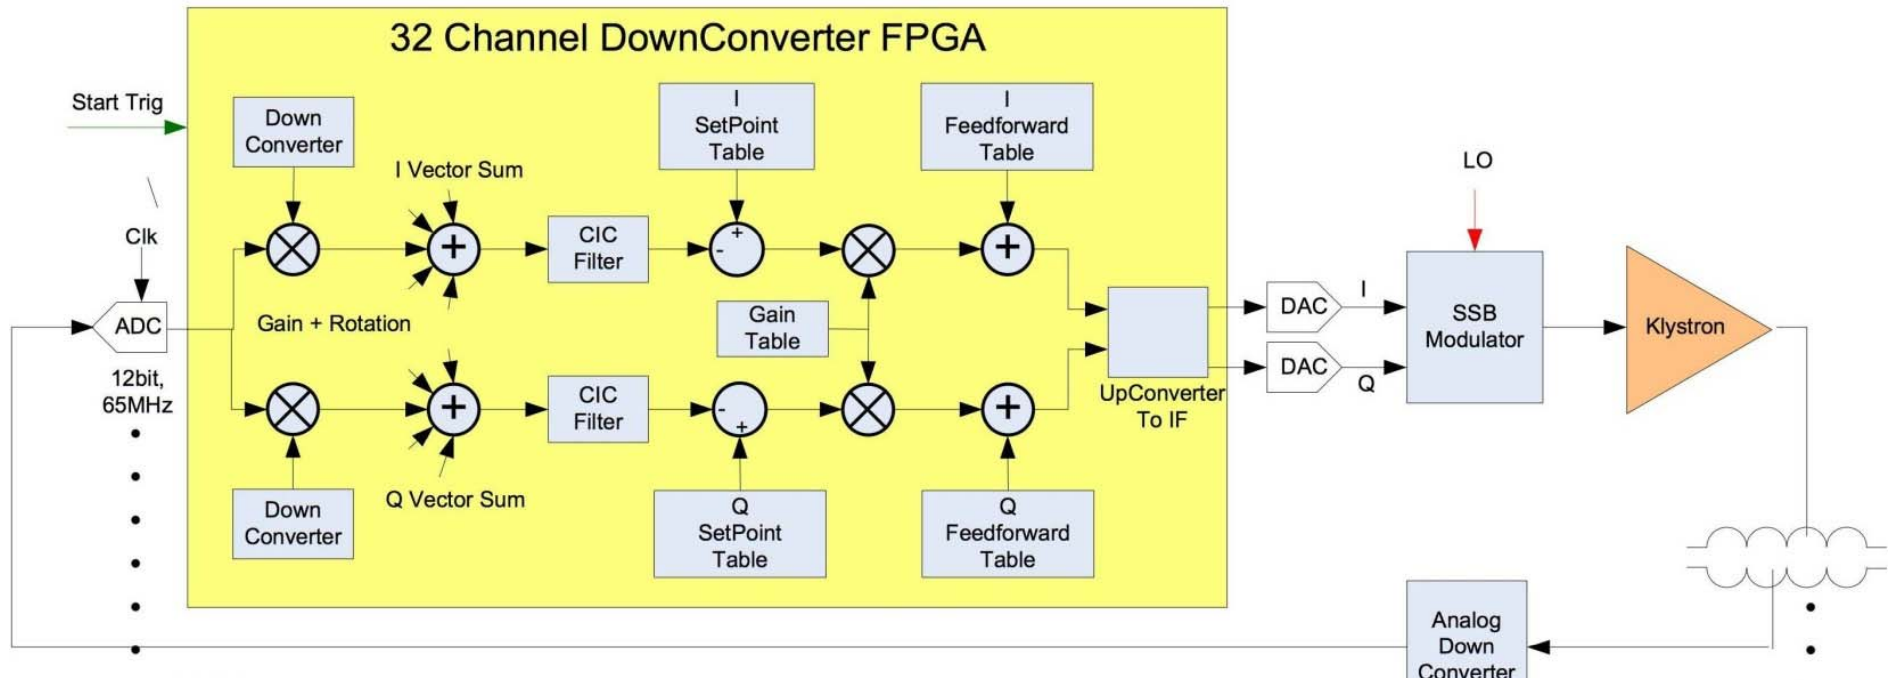 32 Channel DownConverter FPGA
Start Trig
Down
Converter
I
SetPoint
Table
I
Feedforward
Table
I Vector Sum
LO
Clk
CIC
Filter
+
-
+
+
ADC
Gain + Rotation
Gain
Table
DAC
I
SSB
Modulator
Klystron
12bit,
65MHz
DAC
Q
UpConverter
To IF
+
CIC
Filter
-
+
+
Q Vector Sum
Down
Converter
Q
SetPoint
Table
Q
Feedforward
Table
Analog
Down
Converter